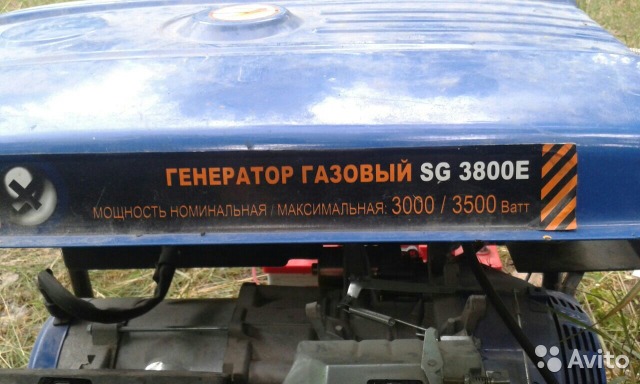 ГЕНЕРАТОР ГАЗОВЫЙ SG 3800E
МОЩНОСТЬ НОМИНАЛЬНАЯ / МАКСИМАЛЬНАЯ: 3000 / 3500 Ватт
Avito